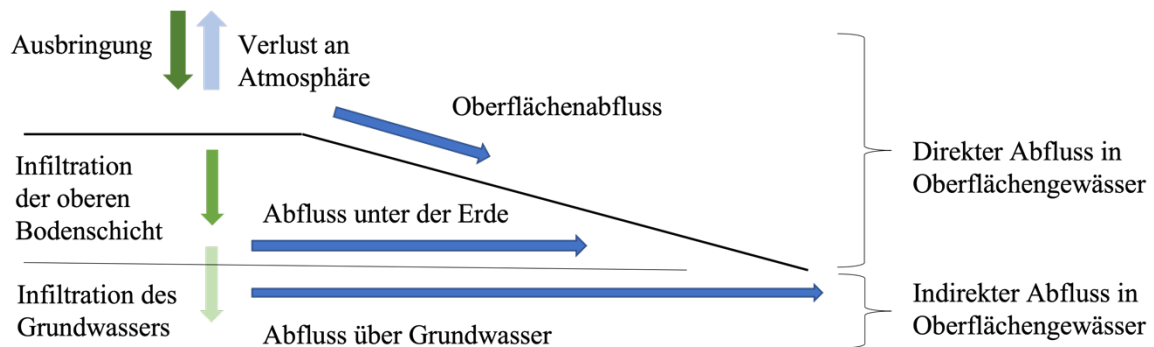 Ausbringung
Verlust an
Atmosphäre
Oberflächenabfluss
Infiltration
der oberen
Bodenschicht
Abfluss unter der Erde
Direkter Abfluss in
Oberflächengewässer
Infiltration des
Grundwassers
Abfluss über Grundwasser
Indirekter Abfluss in
Oberflächengewässer